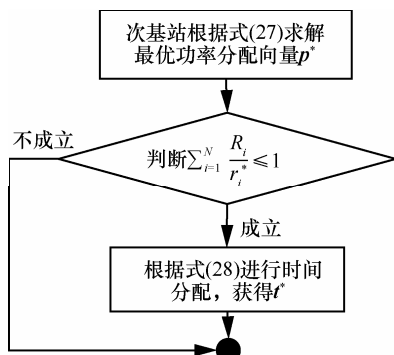 次基站根据式(27)求解
最优功率分配向量p*
不成立
判断∑_{i=1}^{N} R_i/r_i^* ≤1
成立
根据式(28)进行时间
分配，获得t*